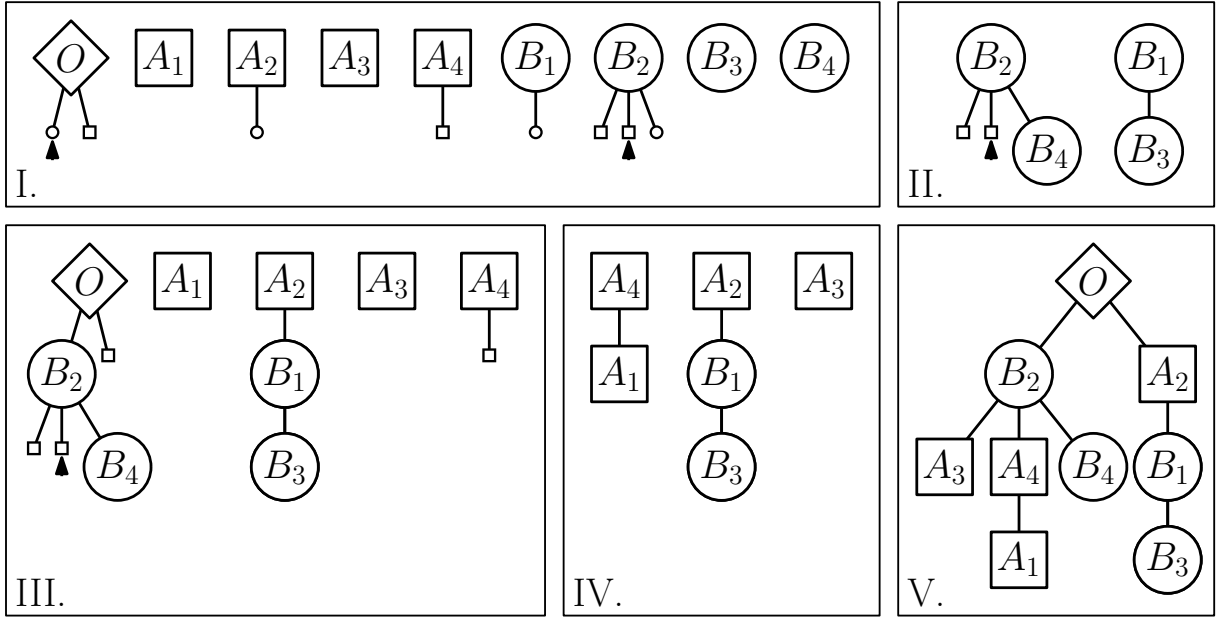 O A₁ A₂ A₃ A₄ B₁ B₂ B₃ B₄
I.
B₂ B₁
B₄ B₃
II.
O A₁ A₂ A₃ A₄
B₂ B₁
B₄ B₃
III.
A₄ A₂ A₃
A₁ B₁
B₃
IV.
O
B₂ A₂
A₃ A₄ B₄ B₁
A₁ B₃
V.